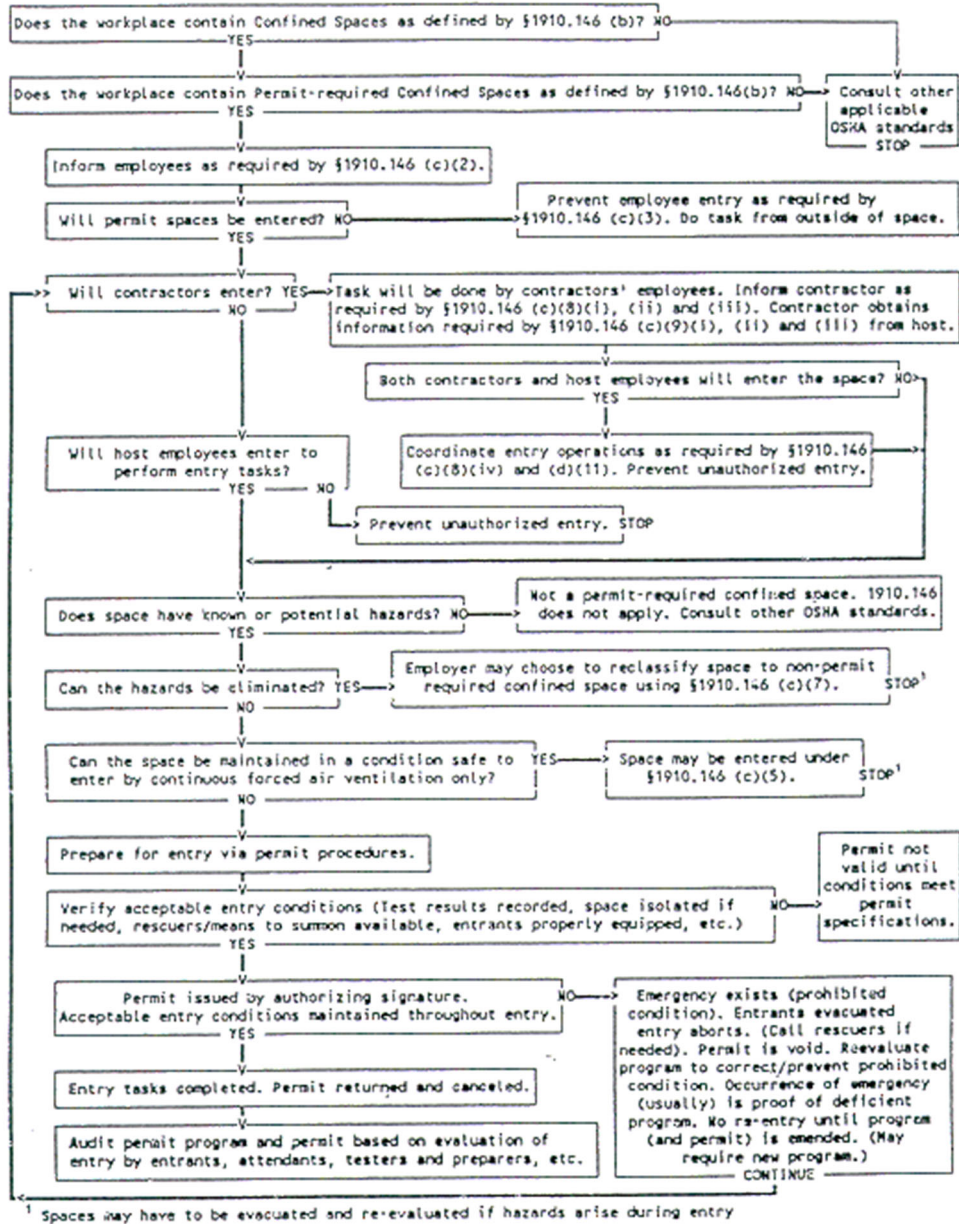 Does the workplace contain Confined Spaces as defined by §1910.146 (b)? NO
YES
Does the workplace contain Permit-required Confined Spaces as defined by §1910.146(b)? NO
YES
Consult other
applicable
OSHA standards
STOP
Inform employees as required by §1910.146 (c)(2).
Will permit spaces be entered? NO
YES
Prevent employee entry as required by
§1910.146 (c)(3). Do task from outside of space.
Will contractors enter? YES
NO
Task will be done by contractors' employees. Inform contractor as
required by §1910.146 (c)(8)(i), (ii) and (iii). Contractor obtains
information required by §1910.146 (c)(9)(i), (ii) and (iii) from host.
Both contractors and host employees will enter the space? NO
YES
Will host employees enter to
perform entry tasks?
YES NO
Coordinate entry operations as required by §1910.146
(c)(8)(iv) and (d)(11). Prevent unauthorized entry.
Prevent unauthorized entry. STOP
Does space have known or potential hazards? NO
YES
Not a permit-required confined space. 1910.146
does not apply. Consult other OSHA standards.
Can the hazards be eliminated? YES
NO
Employer may choose to reclassify space to non-permit
required confined space using §1910.146 (c)(7). STOP¹
Can the space be maintained in a condition safe to
enter by continuous forced air ventilation only?
YES
NO
Space may be entered under
§1910.146 (c)(5). STOP¹
Prepare for entry via permit procedures.
Verify acceptable entry conditions (Test results recorded, space isolated if
needed, rescuers/means to summon available, entrants properly equipped, etc.)
NO
YES
Permit not
valid until
conditions meet
permit
specifications.
Permit issued by authorizing signature.
Acceptable entry conditions maintained throughout entry.
NO
YES
Emergency exists (prohibited
condition). Entrants evacuated
entry aborts. (Call rescuers if
needed). Permit is void. Reevaluate
program to correct/prevent prohibited
condition. Occurrence of emergency
(usually) is proof of deficient
program. No re-entry until program
(and permit) is emended. (May
require new program.)
CONTINUE
Entry tasks completed. Permit returned and canceled.
Audit permit program and permit based on evaluation of
entry by entrants, attendants, testers and preparers, etc.
¹ Spaces may have to be evacuated and re-evaluated if hazards arise during entry